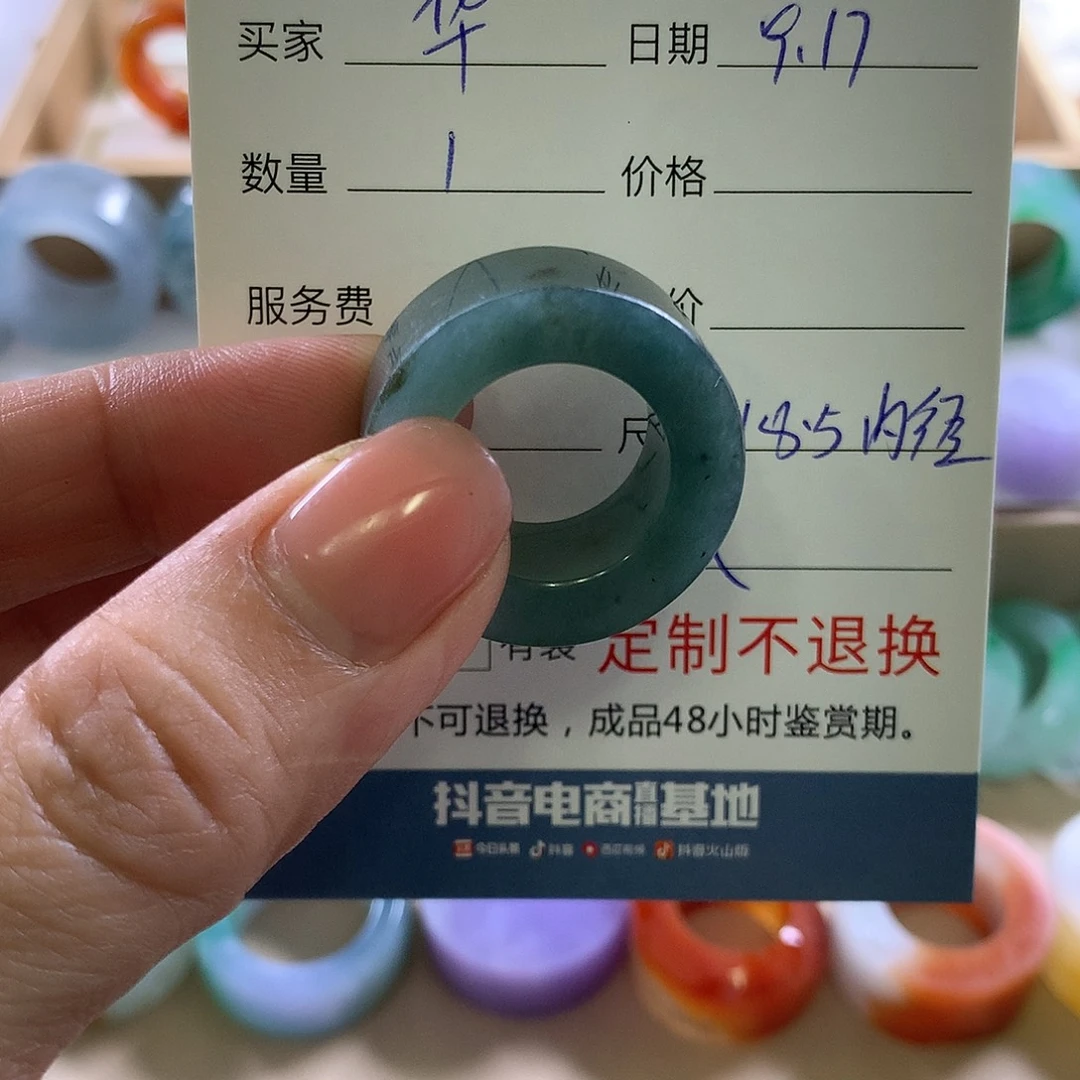 买家 华 日期 9.17
数量 1 价格
服务费 价
尺 18.5内径
有裂 定制不退换
不可退换，成品48小时鉴赏期。
抖音电商直播基地
今日头条 抖音 西瓜视频 抖音火山版